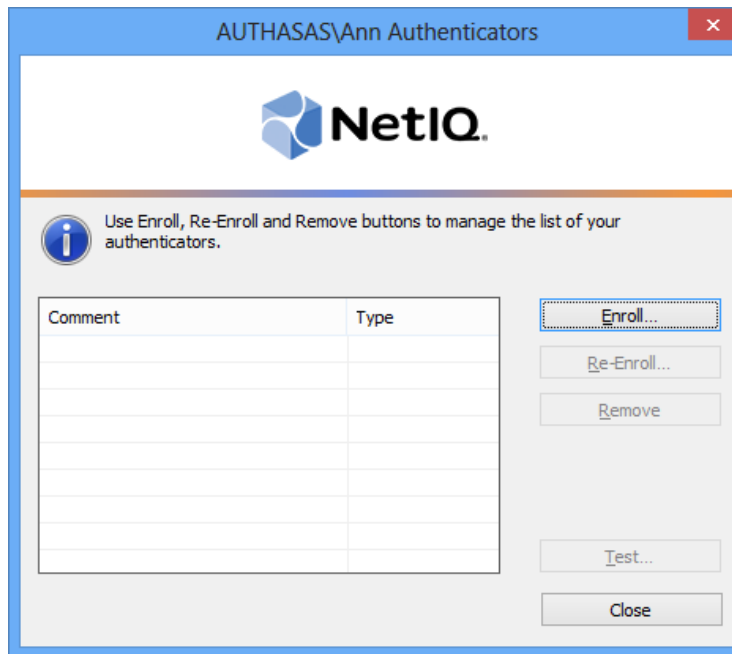 AUTHASAS\Ann Authenticators
NetIQ.
Use Enroll, Re-Enroll and Remove buttons to manage the list of your
authenticators.
Comment Type
Enroll...
Re-Enroll...
Remove
Test...
Close